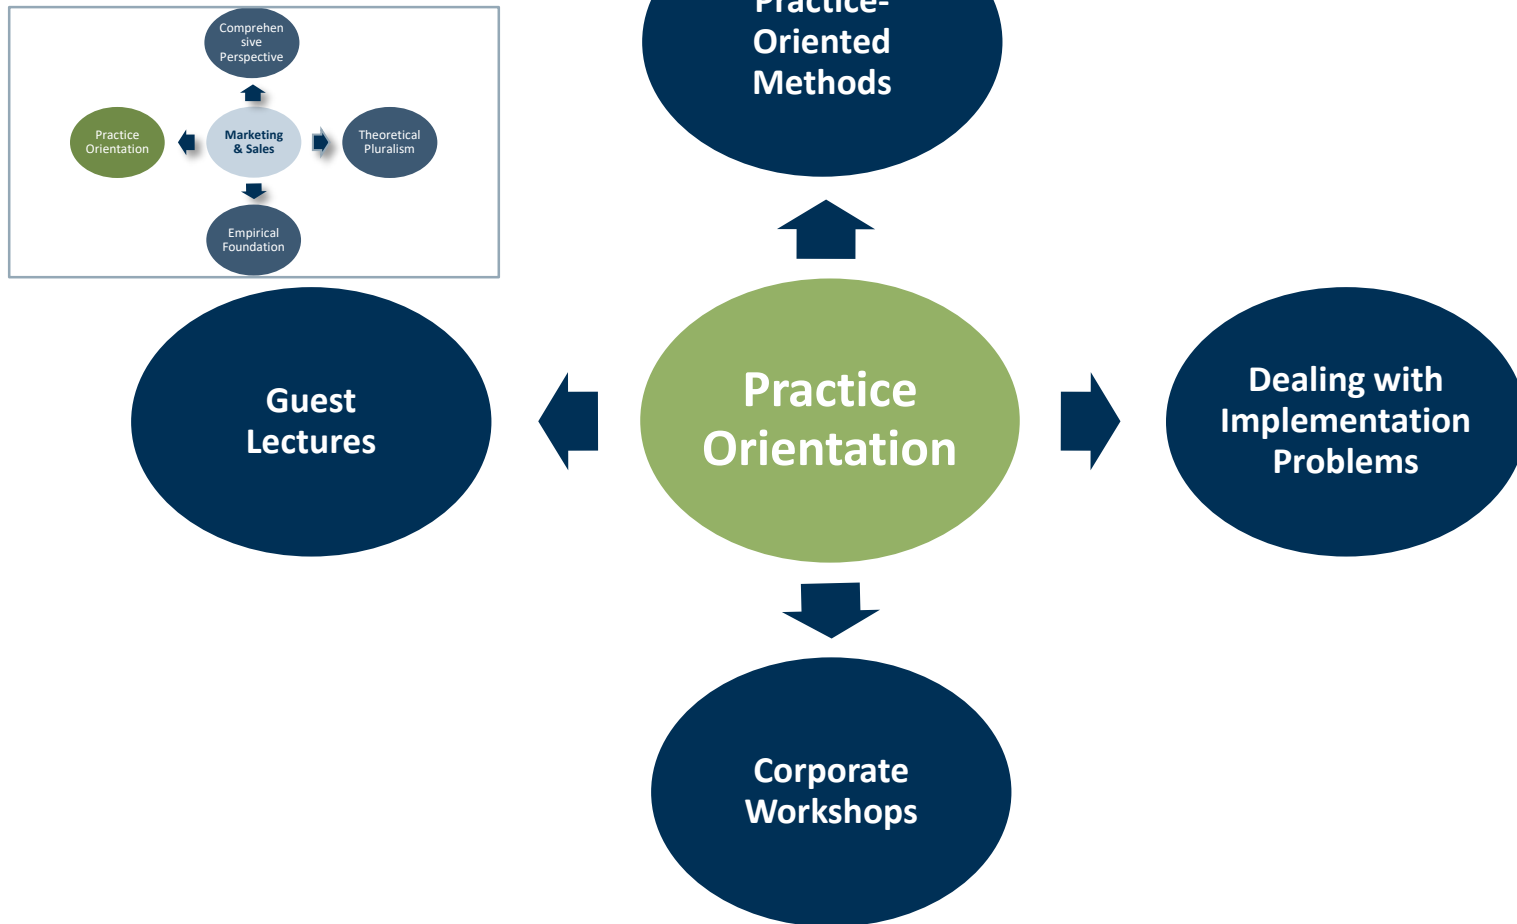 Comprehen
sive
Perspective
Practice
Orientation
Marketing
& Sales
Theoretical
Pluralism
Empirical
Foundation
Practice-
Oriented
Methods
Guest
Lectures
Practice
Orientation
Dealing with
Implementation
Problems
Corporate
Workshops